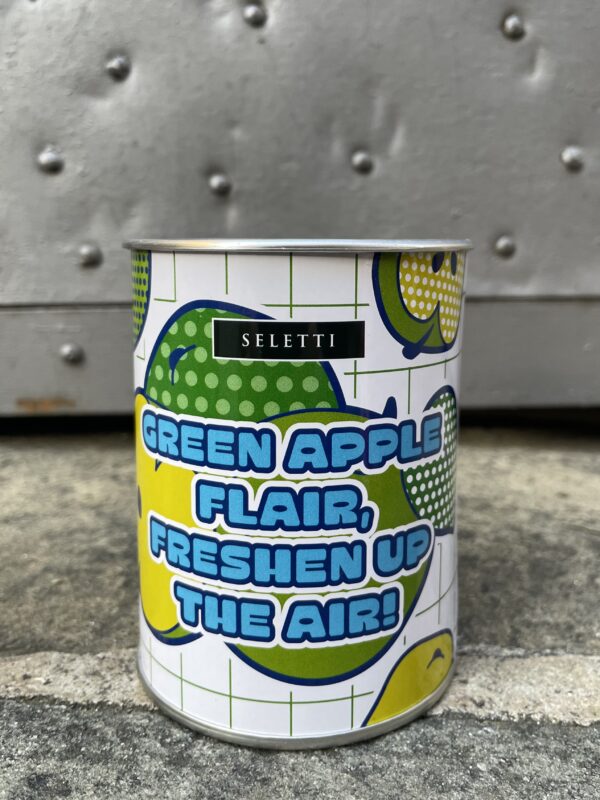 SELETTI
GREEN APPLE
FLAIR,
FRESHEN UP
THE AIR!